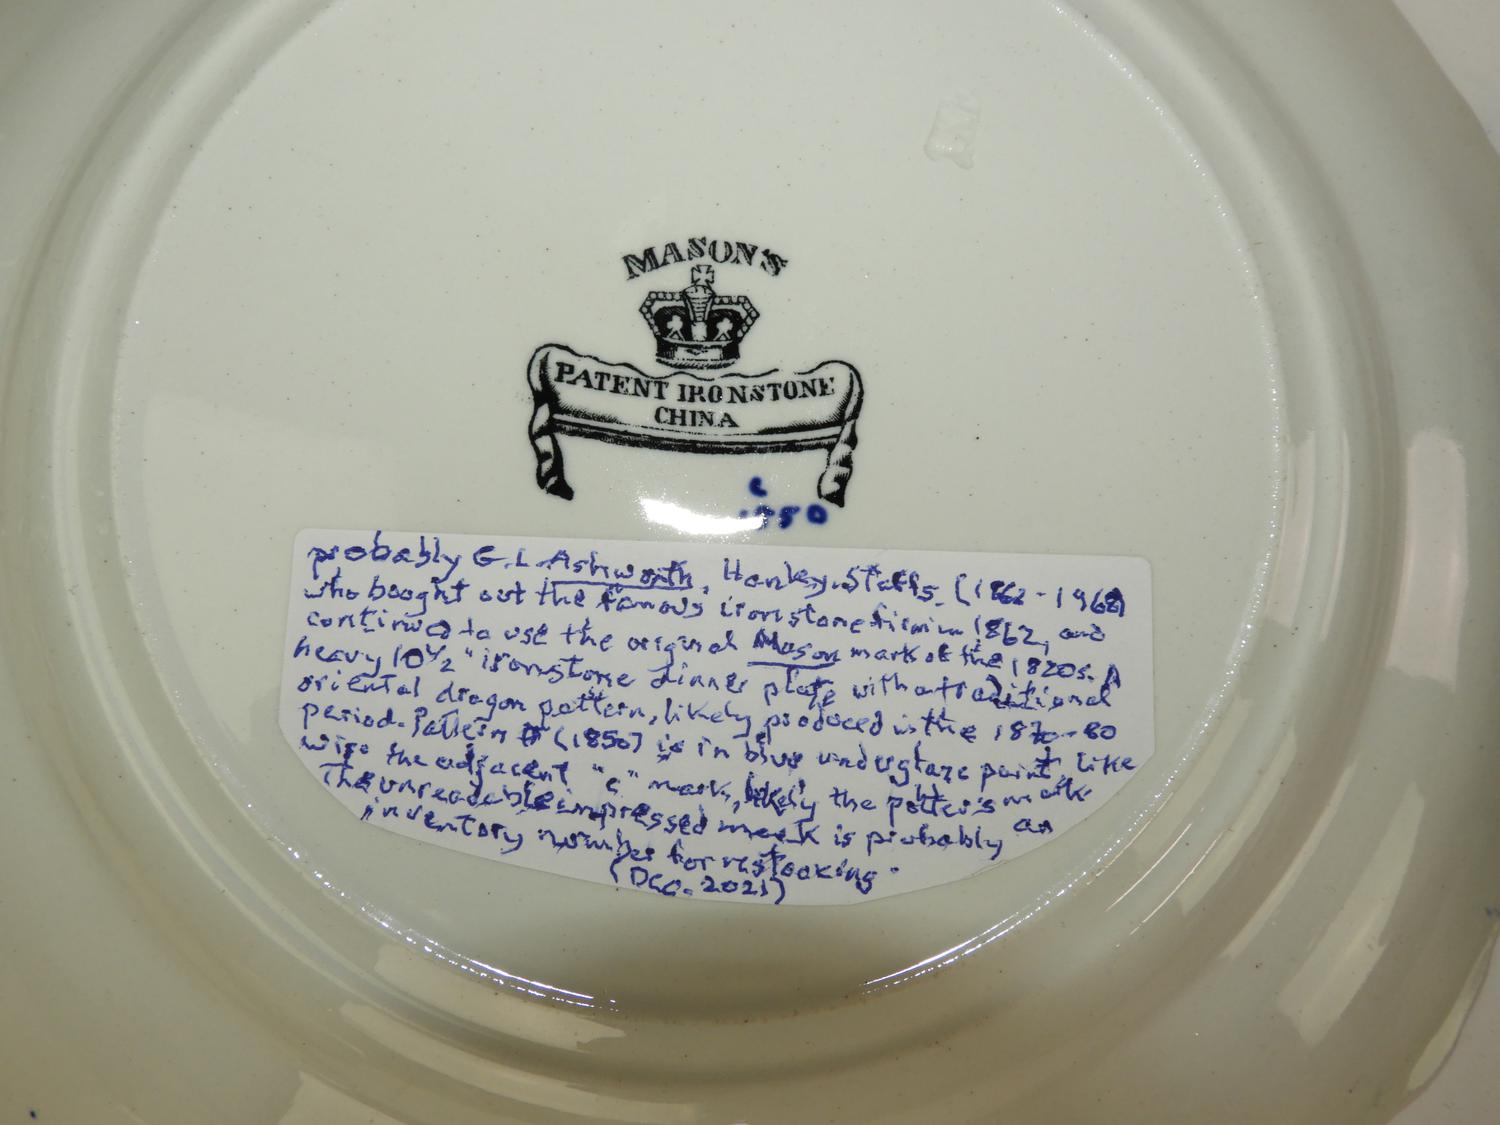 MASON'S
PATENT IRONSTONE
CHINA
c
1850
probably G.L. Ashworth, Hanley, Staffs. (1862-1968)
who bought out the famous ironstone firm in 1862, and
continued to use the original Mason mark of the 1820s. A
heavy 10½" ironstone dinner plate with a traditional
oriental dragon pattern, likely produced in the 1870-80
period. Pattern # (1850) is in blue underglaze paint, like
wise the adjacent "c" mark, likely the potter's mark
The unreadable impressed mark is probably an
inventory number for restocking.
(DGC. 2021)